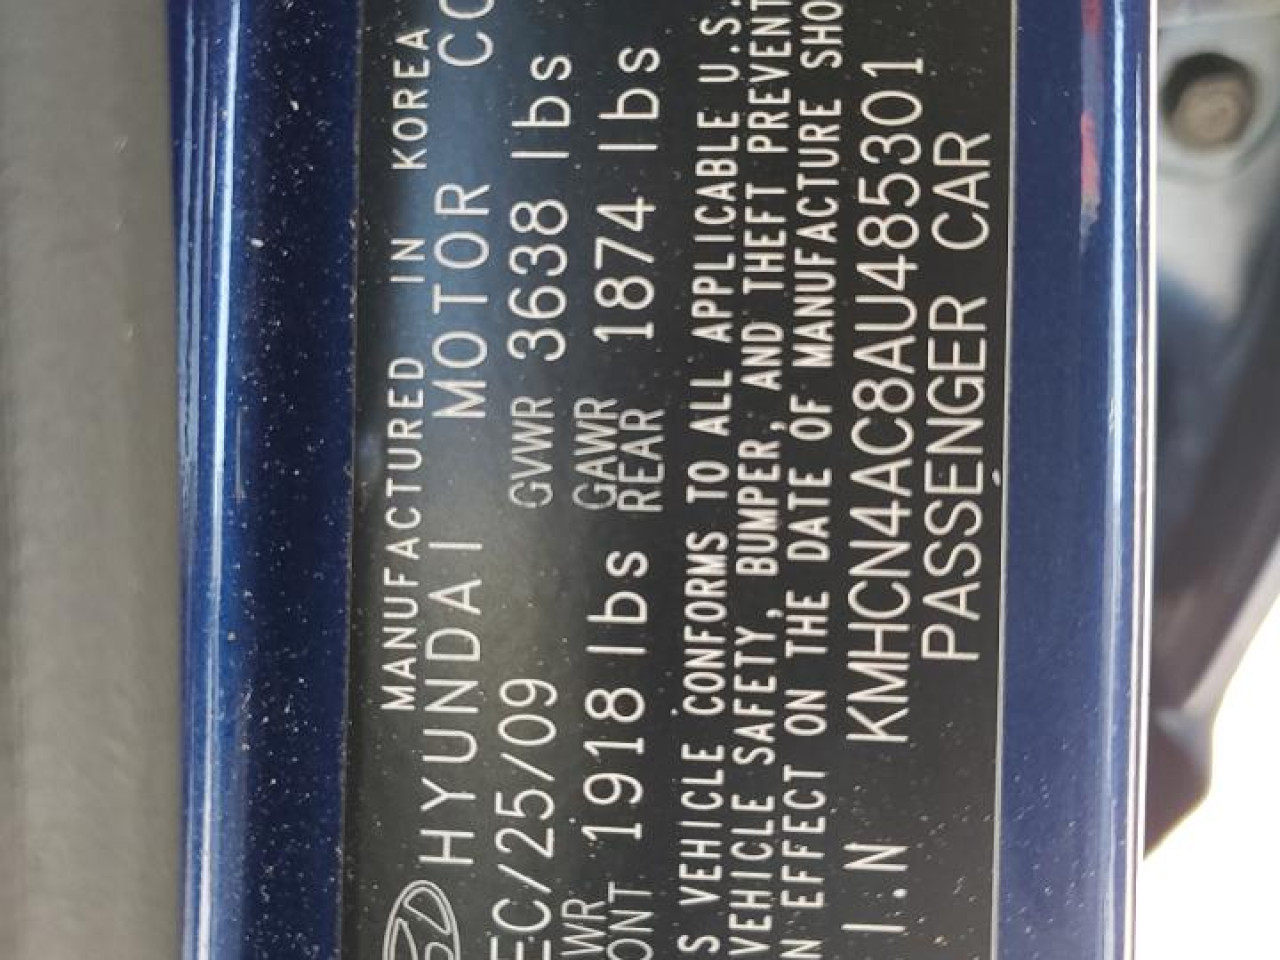 MANUFACTURED IN KOREA
HYUNDAI MOTOR CO
EC/25/09 GVWR 3638 lbs
WR GAWR
ONT 1918 lbs REAR 1874 lbs
S VEHICLE CONFORMS TO ALL APPLICABLE U.S.
VEHICLE SAFETY, BUMPER, AND THEFT PREVENT
N EFFECT ON THE DATE OF MANUFACTURE SHO
I.N KMHCN4AC8AU485301
PASSENGER CAR